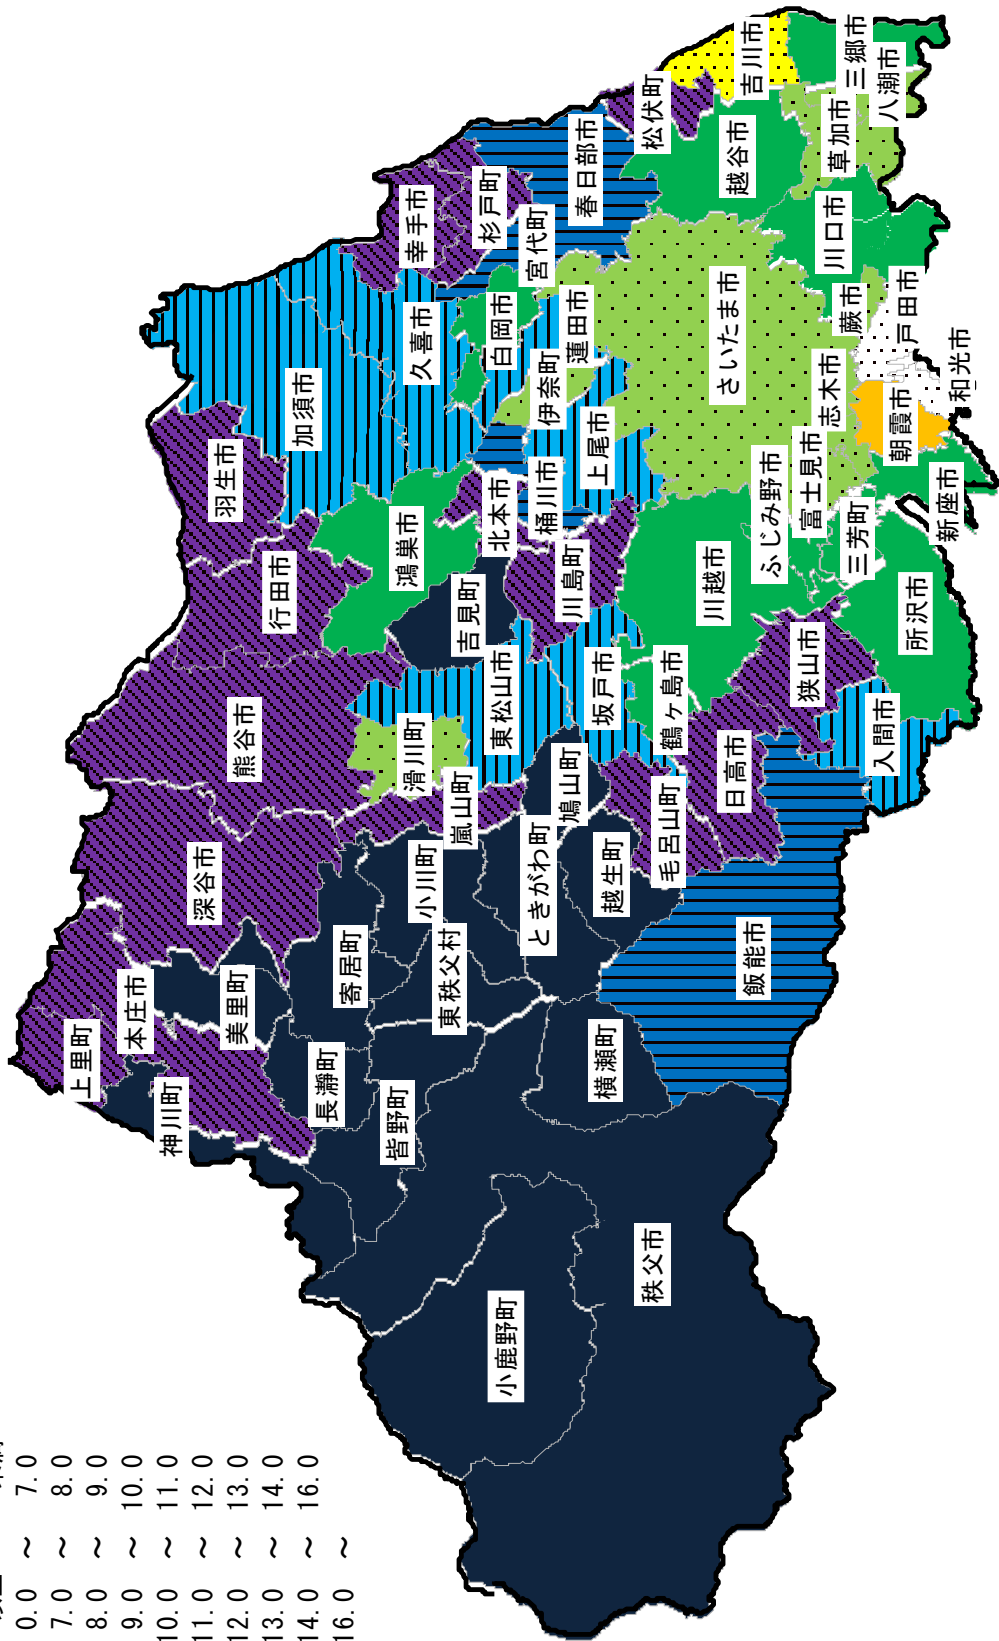 0.0 ～ 7.0
7.0 ～ 8.0
8.0 ～ 9.0
9.0 ～ 10.0
10.0 ～ 11.0
11.0 ～ 12.0
12.0 ～ 13.0
13.0 ～ 14.0
14.0 ～ 16.0
16.0 ～
上里町
本庄市
神川町
深谷市
羽生市
美里町
熊谷市
行田市
加須市
長瀞町
寄居町
皆野町
小川町
滑川町
鴻巣市
久喜市
幸手市
東秩父村
嵐山町
吉見町
杉戸町
小鹿野町
東松山市
北本市
白岡市
ときがわ町
宮代町
鳩山町
川島町
桶川市
伊奈町
蓮田市
春日部市
横瀬町
越生町
坂戸市
上尾市
秩父市
毛呂山町
鶴ヶ島市
松伏町
川越市
飯能市
日高市
さいたま市
越谷市
吉川市
ふじみ野市
狭山市
富士見市
志木市
川口市
草加市
三芳町
蕨市
三郷市
入間市
朝霞市
八潮市
所沢市
戸田市
新座市
和光市